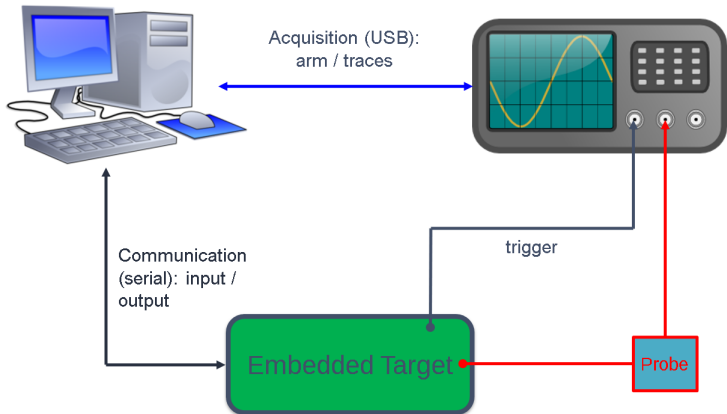 Acquisition (USB):
arm / traces
Communication
(serial): input /
output
trigger
Embedded Target
Probe